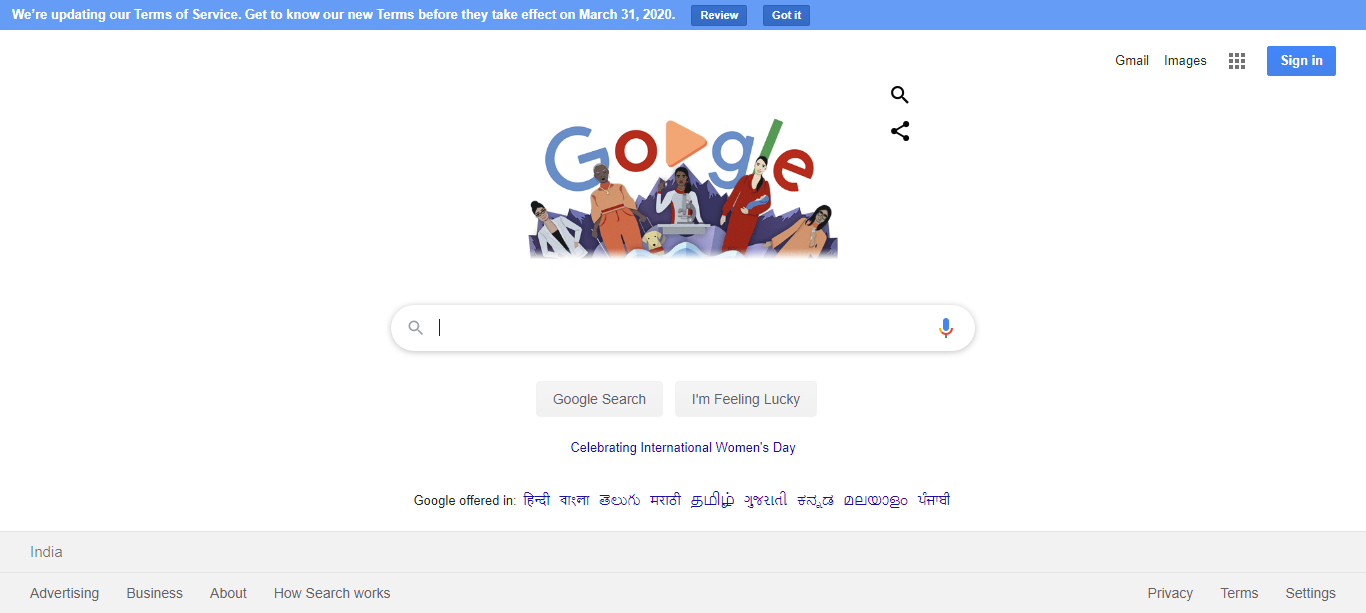 We're updating our Terms of Service. Get to know our new Terms before they take effect on March 31, 2020. Review Got it
Gmail Images Sign in
Google
Google Search I'm Feeling Lucky
Celebrating International Women's Day
Google offered in: हिन्दी বাংলা తెలుగు मराठी தமிழ் ગુજરાતી ಕನ್ನಡ മലയാളം ਪੰਜਾਬੀ
India
Advertising Business About How Search works Privacy Terms Settings